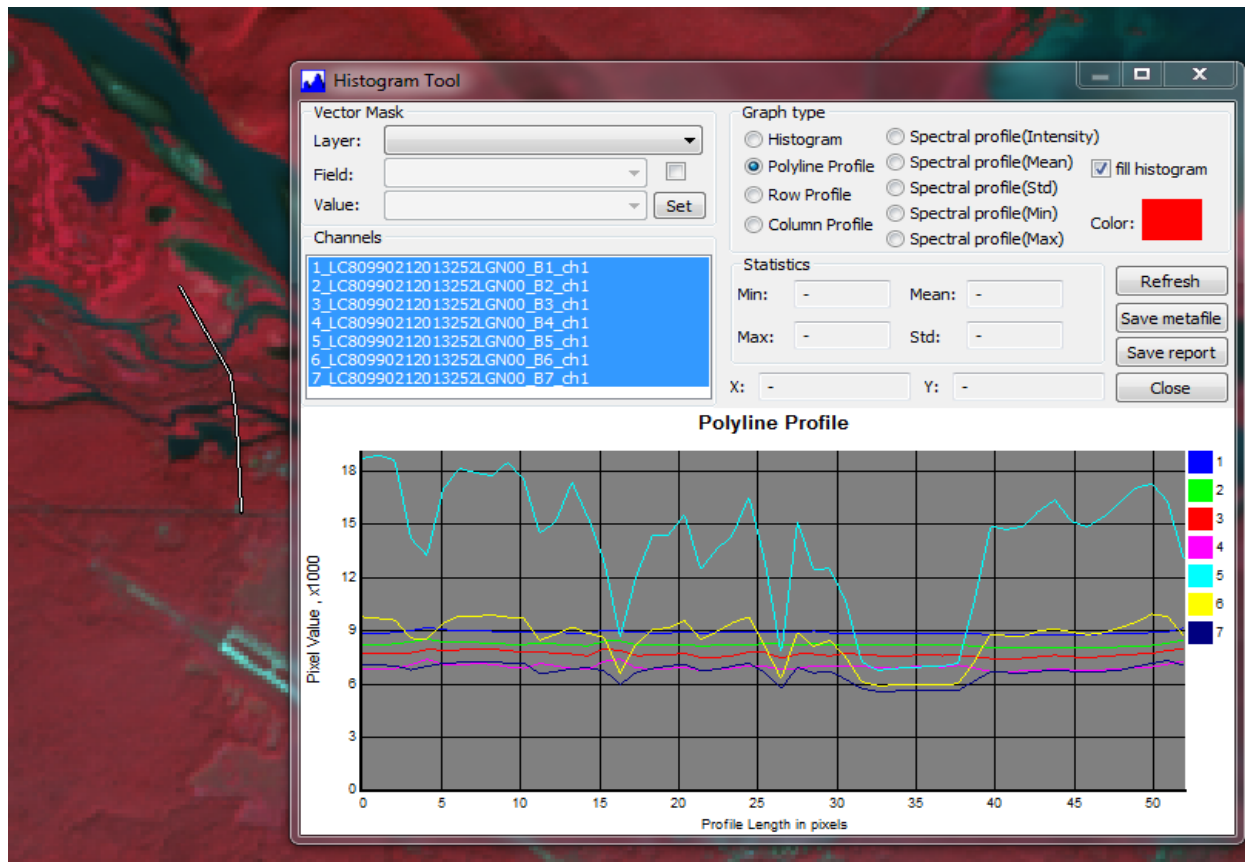 Histogram Tool
Vector Mask
Layer:
Field:
Value:
Set
Channels
1_LC80990212013252LGN00_B1_ch1
2_LC80990212013252LGN00_B2_ch1
3_LC80990212013252LGN00_B3_ch1
4_LC80990212013252LGN00_B4_ch1
5_LC80990212013252LGN00_B5_ch1
6_LC80990212013252LGN00_B6_ch1
7_LC80990212013252LGN00_B7_ch1
Graph type
Histogram
Polyline Profile
Row Profile
Column Profile
Spectral profile(Intensity)
Spectral profile(Mean)
Spectral profile(Std)
Spectral profile(Min)
Spectral profile(Max)
fill histogram
Color:
Statistics
Min: - Mean: -
Max: - Std: -
X: - Y: -
Refresh
Save metafile
Save report
Close
Polyline Profile
Pixel Value , x1000
18
15
12
9
6
3
0
0 5 10 15 20 25 30 35 40 45 50
Profile Length in pixels
1
2
3
4
5
6
7